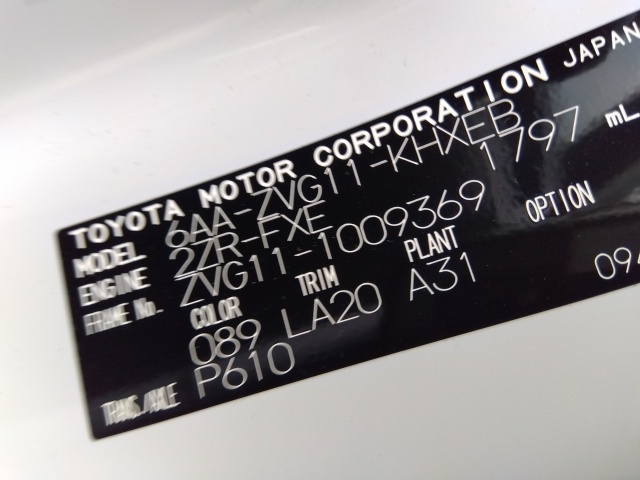 TOYOTA MOTOR CORPORATION JAPAN
MODEL 6AA-ZVG11-KHXEB
ENGINE 2ZR-FXE 1797 mL
FRAME No. ZVG11-1009369
COLOR TRIM PLANT OPTION
089 LA20 A31
TRANS./AXLE P610